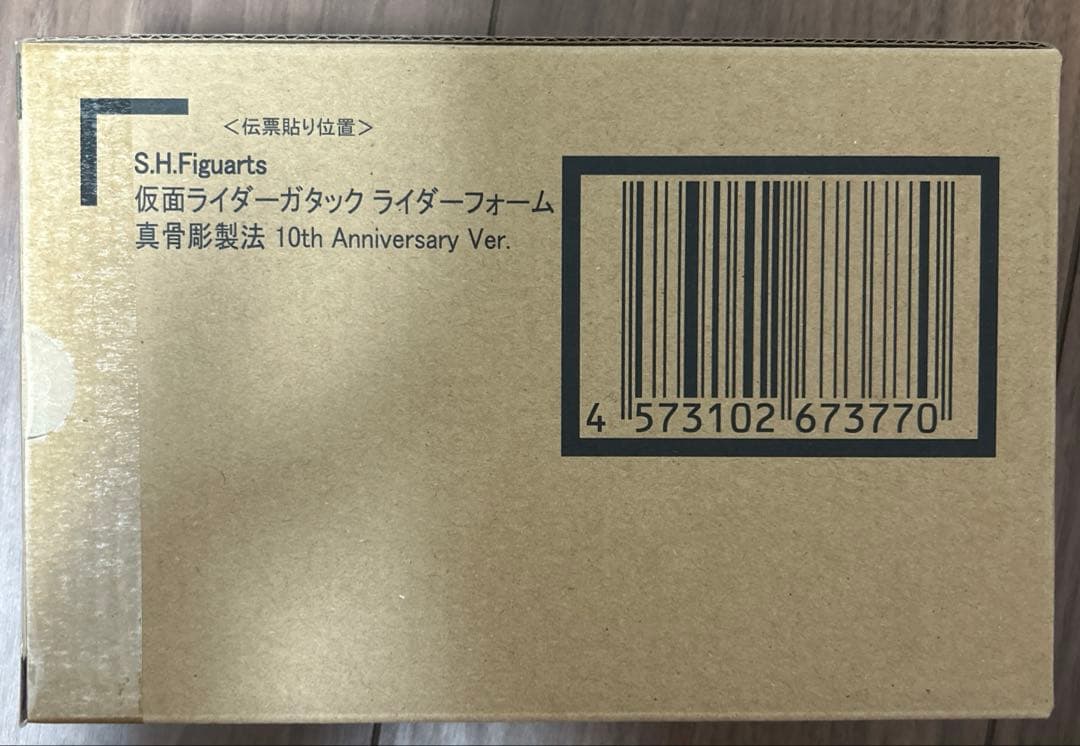 ＜伝票貼り位置＞
S.H.Figuarts
仮面ライダーガタック ライダーフォーム
真骨彫製法 10th Anniversary Ver.
4 573102 673770